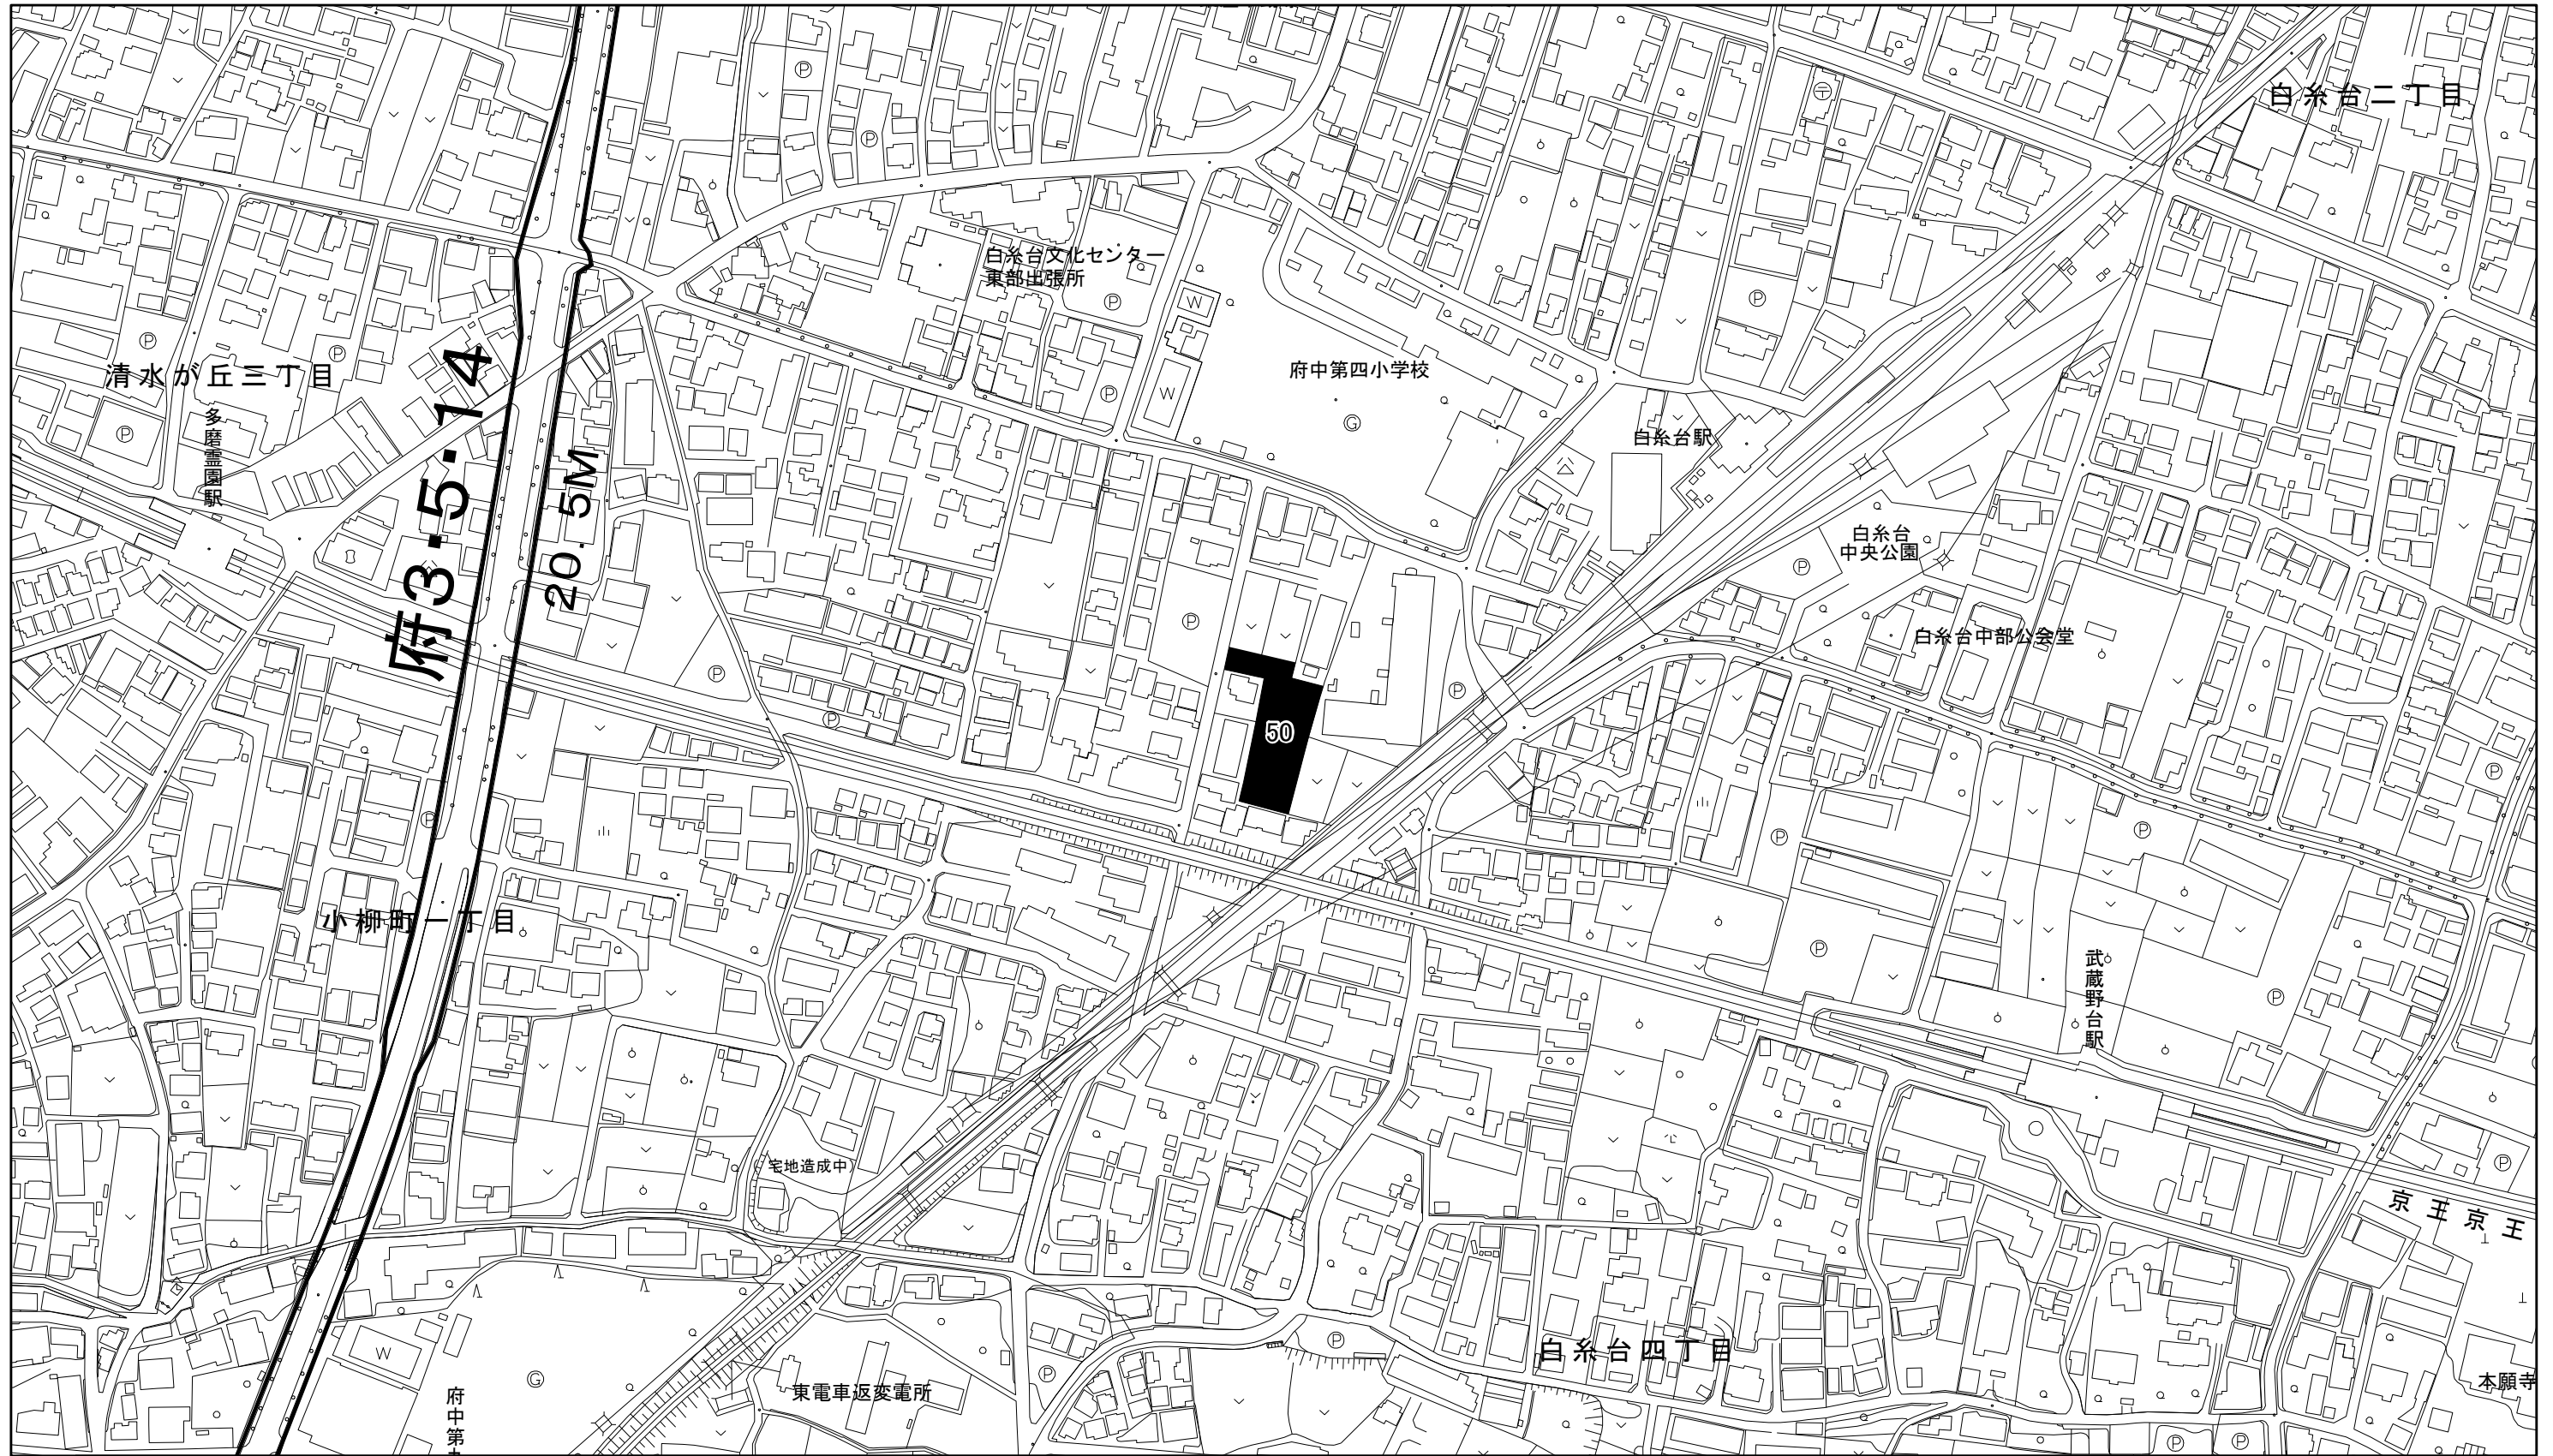 白糸台二丁目
白糸台文化センター
東部出張所
府中第四小学校
清水が丘三丁目
多磨霊園駅
白糸台駅
府3・5・14
20.5M
白糸台
中央公園
白糸台中部公会堂
50
小柳町一丁目
武蔵野台駅
宅地造成中
京王京王
白糸台四丁目
東電車返変電所
本願寺
府中第